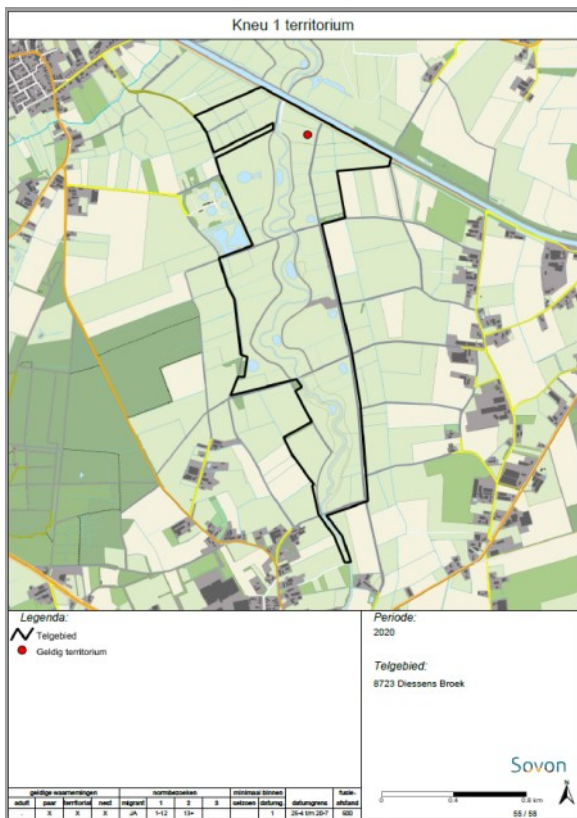 Kneu 1 territorium
Legenda:
Telgebied
Geldig territorium
Periode:
2020
Telgebied:
8723 Diessens Broek
Sovon
N
0 0.4 0.8 km
55 / 58
geldige waarnemingen normbezoeken minimaal binnen fusie-
adult paar territoriaal nest migrant 1 2 3 seizoen datumg. datumgrens afstand
. X X X JA 1-12 13+ 1 25-4 t/m 20-7 500